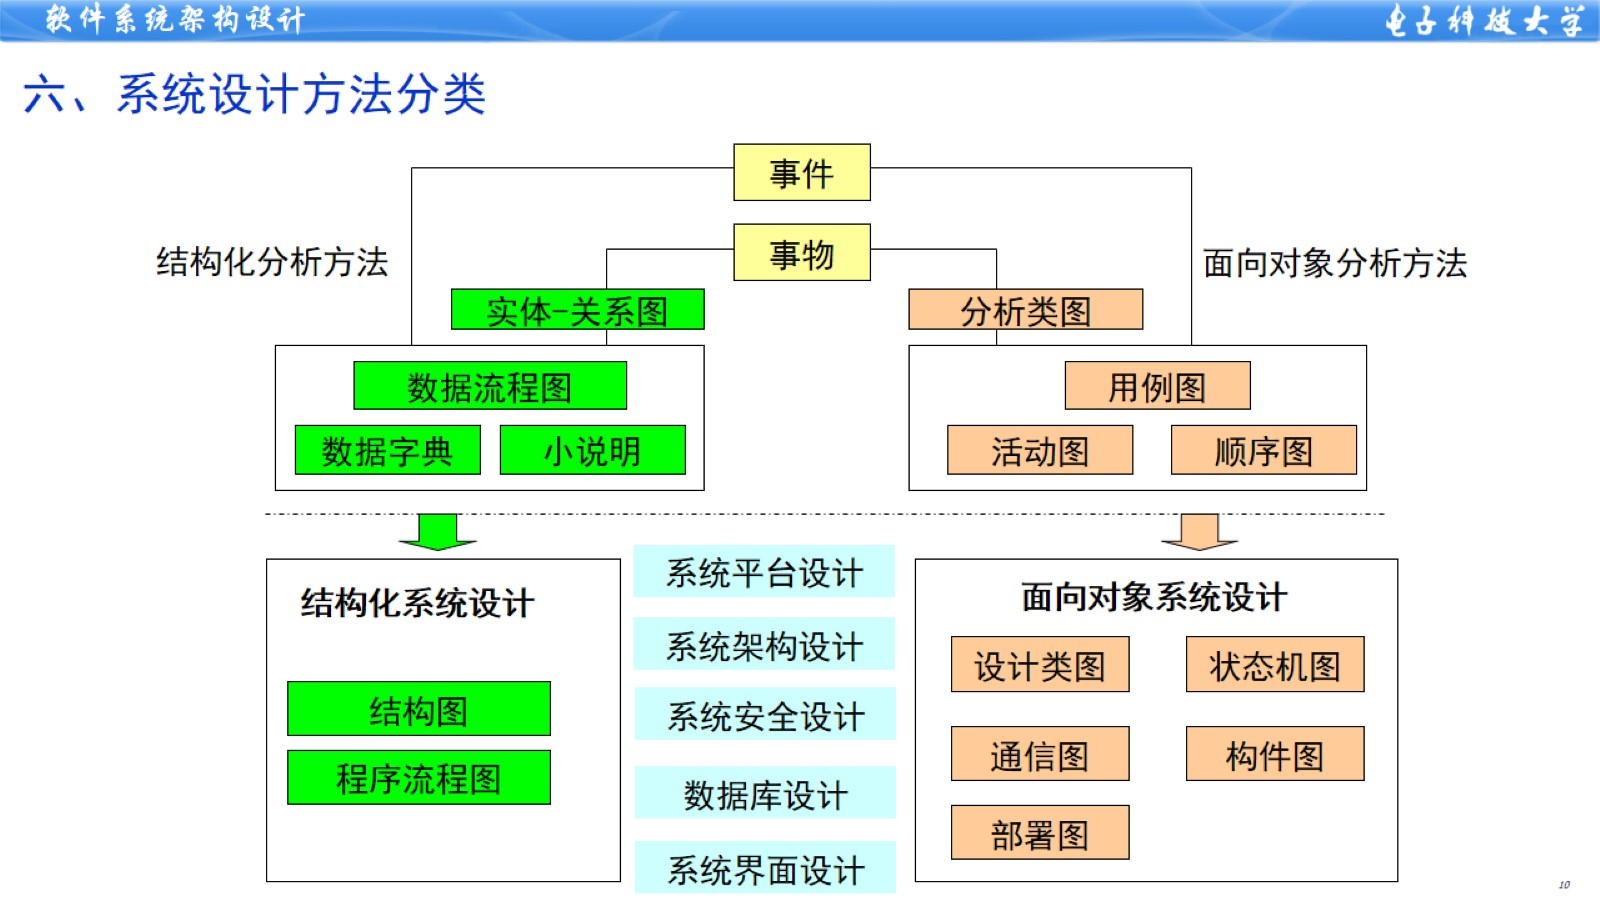 软件系统架构设计
电子科技大学
六、系统设计方法分类
事件
事物
结构化分析方法
面向对象分析方法
实体-关系图
分析类图
数据流程图
用例图
数据字典
小说明
活动图
顺序图
结构化系统设计
系统平台设计
面向对象系统设计
系统架构设计
设计类图
状态机图
结构图
系统安全设计
程序流程图
通信图
构件图
数据库设计
部署图
系统界面设计
10